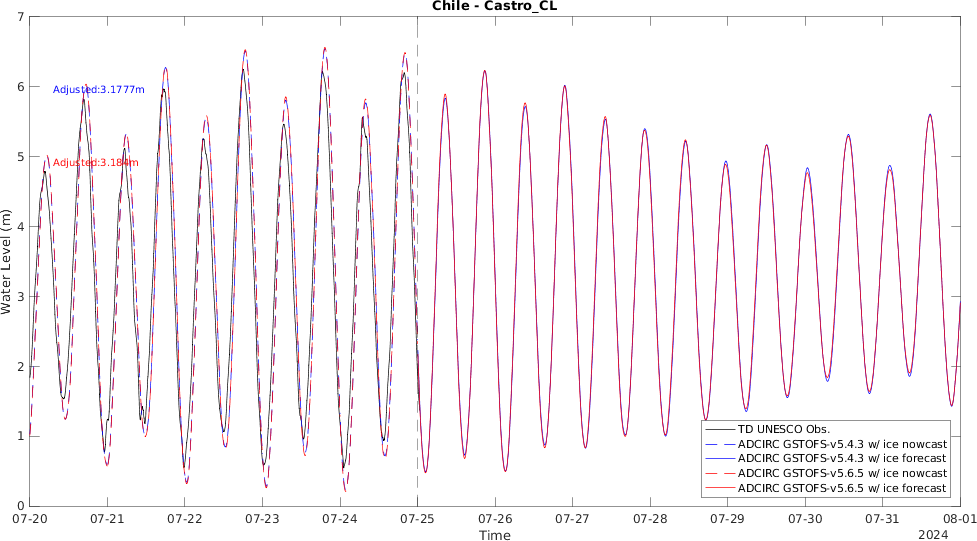 Chile - Castro_CL
7
6
5
4
3
2
1
0
Water Level (m)
Adjusted:3.1777m
Adjusted:3.184m
TD UNESCO Obs.
ADCIRC GSTOFS-v5.4.3 w/ ice nowcast
ADCIRC GSTOFS-v5.4.3 w/ ice forecast
ADCIRC GSTOFS-v5.6.5 w/ ice nowcast
ADCIRC GSTOFS-v5.6.5 w/ ice forecast
07-20 07-21 07-22 07-23 07-24 07-25 07-26 07-27 07-28 07-29 07-30 07-31 08-01
Time
2024